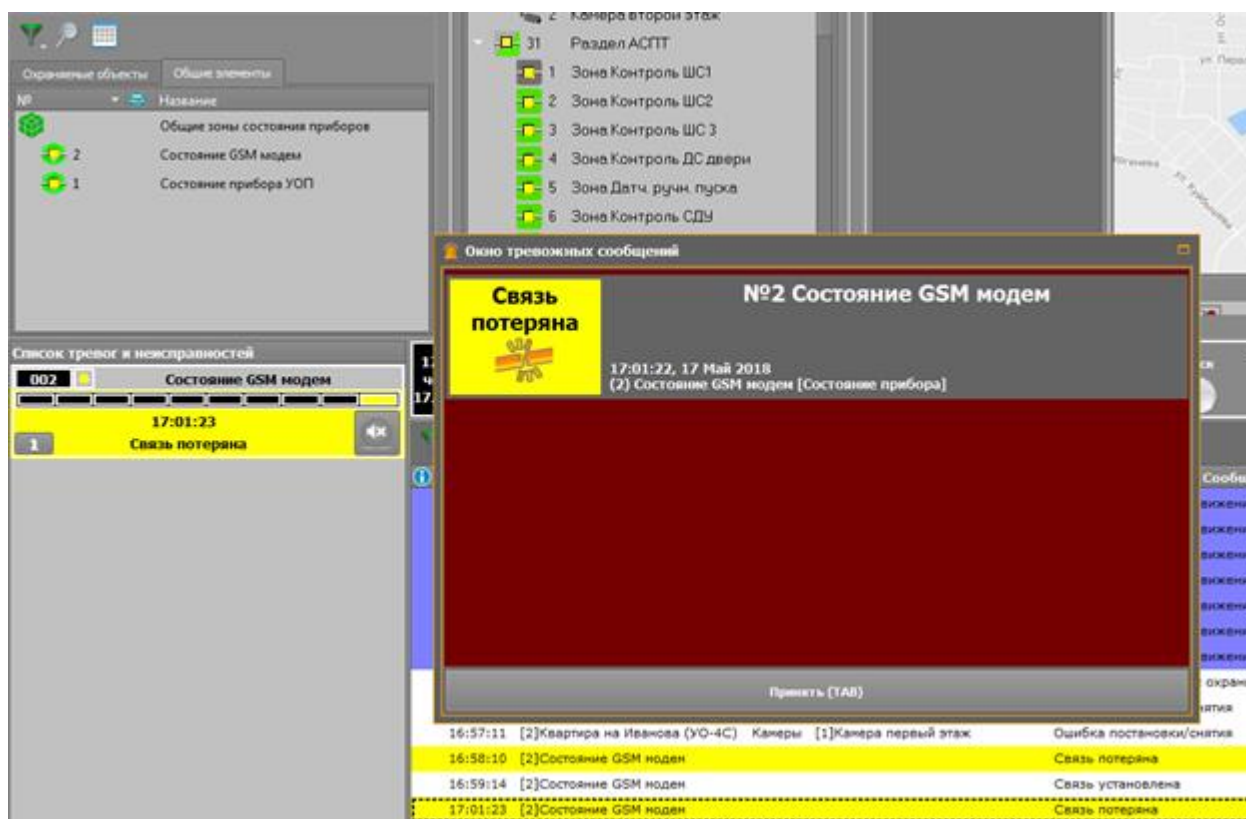 2 Камера второй этаж
31 Раздел АСПТ
1 Зона Контроль ШС1
2 Зона Контроль ШС2
3 Зона Контроль ШС 3
4 Зона Контроль ДС двери
5 Зона Датч. ручн. пуска
6 Зона Контроль СДУ
Охраняемые объекты Общие элементы
№ Название
Общие зоны состояния приборов
2 Состояние GSM модем
1 Состояние прибора УОП
Список тревог и неисправностей
002 Состояние GSM модем
17:01:23
1 Связь потеряна
Окно тревожных сообщений
Связь потеряна
№2 Состояние GSM модем
17:01:22, 17 Май 2018
(2) Состояние GSM модем [Состояние прибора]
Принять (TAB)
16:57:11 [2]Квартира на Иванова (УО-4С) Камеры [1]Камера первый этаж Ошибка постановки/снятия
16:58:10 [2]Состояние GSM модем Связь потеряна
16:59:14 [2]Состояние GSM модем Связь установлена
17:01:23 [2]Состояние GSM модем Связь потеряна